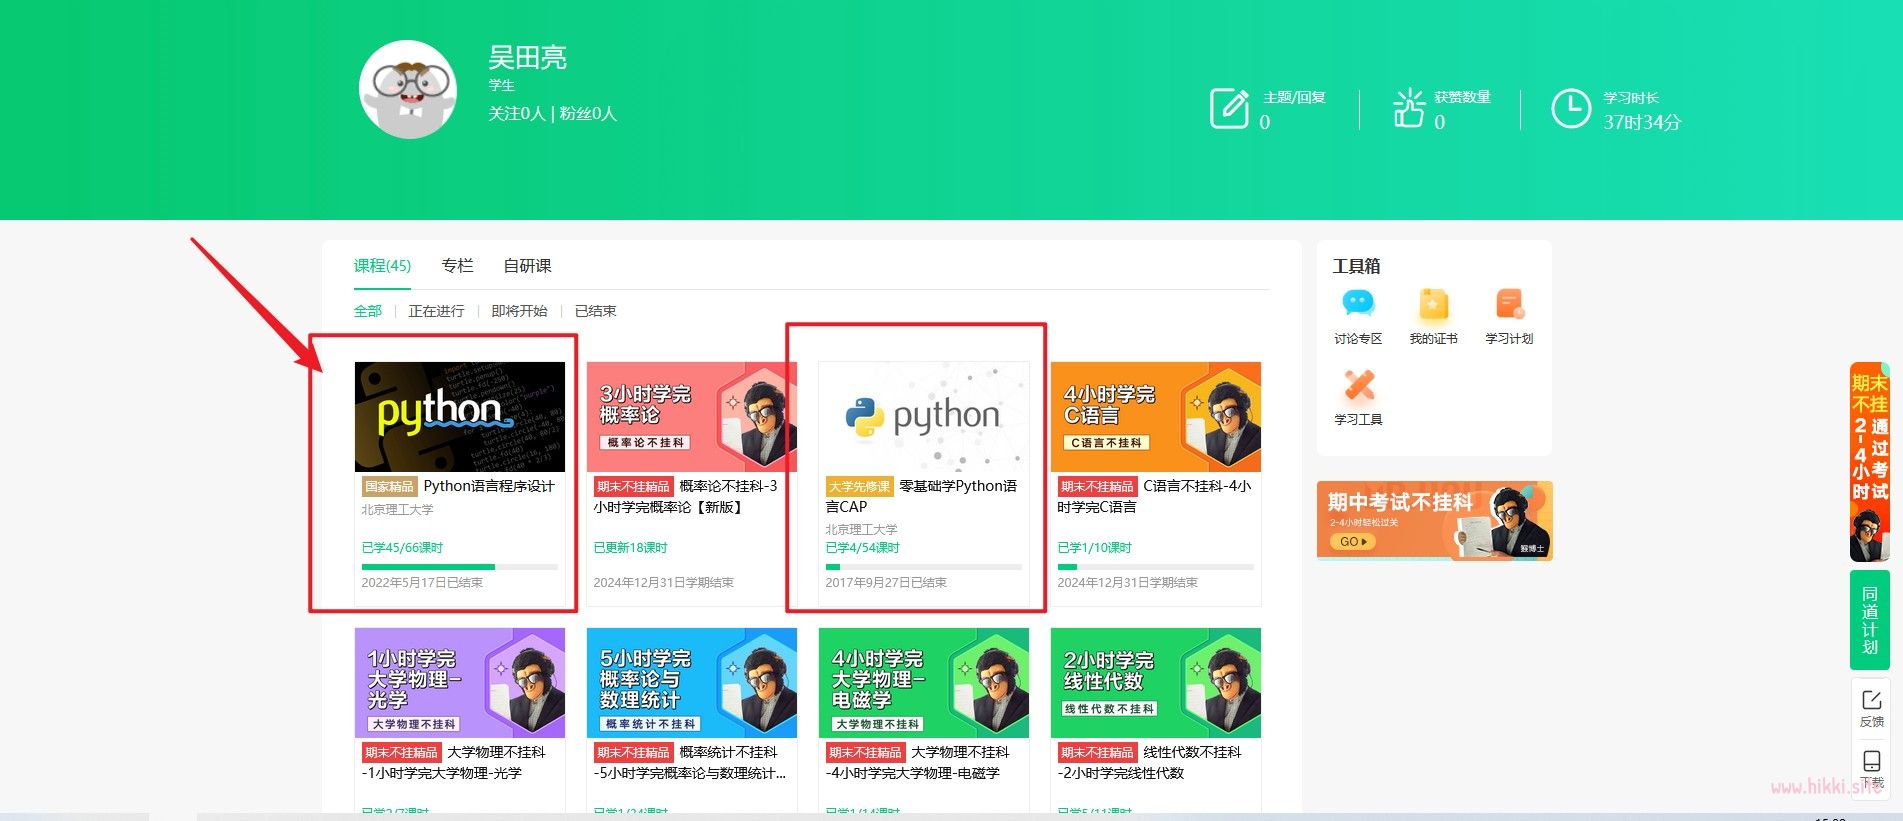 吴田亮
学生
关注0人 | 粉丝0人
主题/回复
0
获赞数量
0
学习时长
37时34分
课程(45)
专栏
自研课
全部
正在进行
即将开始
已结束
python
国家精品 Python语言程序设计
北京理工大学
已学45/66课时
2022年5月17日已结束
3小时学完
概率论
概率论不挂科
期末不挂精品 概率论不挂科-3
小时学完概率论【新版】
已更新18课时
2024年12月31日学期结束
python
大学先修课 零基础学Python语
言CAP
北京理工大学
已学4/54课时
2017年9月27日已结束
4小时学完
C语言
C语言不挂科
期末不挂精品 C语言不挂科-4小
时学完C语言
已学1/10课时
2024年12月31日学期结束
1小时学完
大学物理-
光学
大学物理不挂科
期末不挂精品 大学物理不挂科
-1小时学完大学物理-光学
已学2/7课时
5小时学完
概率论与
数理统计
概率统计不挂科
期末不挂精品 概率统计不挂科
-5小时学完概率论与数理统计...
已学1/24课时
4小时学完
大学物理-
电磁学
大学物理不挂科
期末不挂精品 大学物理不挂科
-4小时学完大学物理-电磁学
已学1/14课时
2小时学完
线性代数
线性代数不挂科
期末不挂精品 线性代数不挂科
-2小时学完线性代数
已学5/11课时
工具箱
讨论专区
我的证书
学习计划
学习工具
期中考试不挂科
2-4小时轻松过关
GO
猴博士
期末不挂
2-4小时
通过考试
同道计划
反馈
下载
www.hikki.site